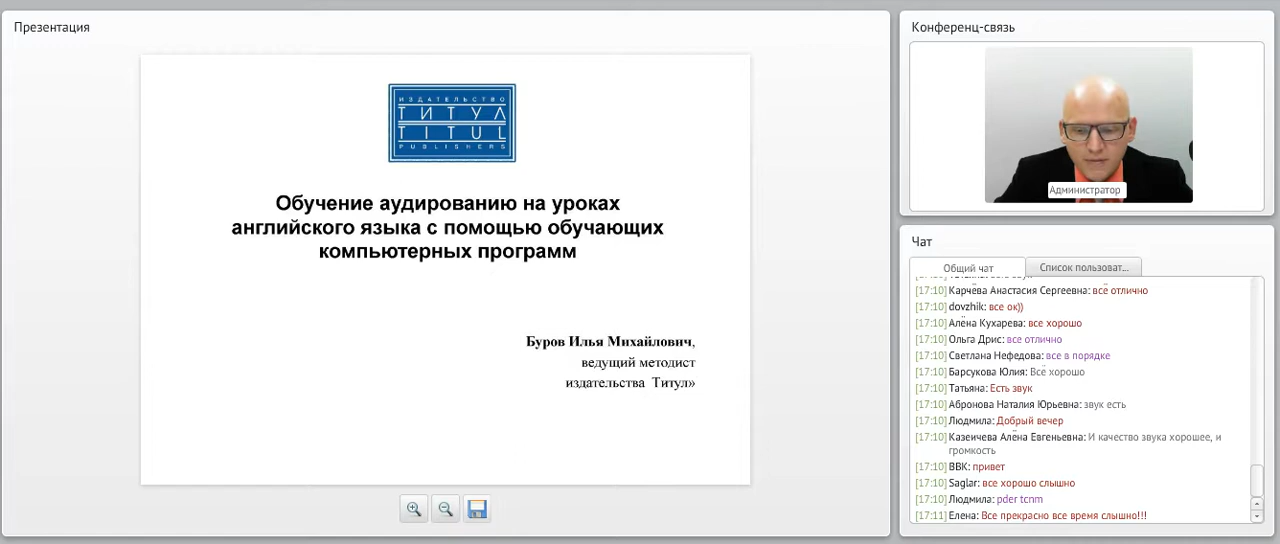 Презентация
ИЗДАТЕЛЬСТВО
ТИТУЛ
TITUL
PUBLISHERS
Обучение аудированию на уроках
английского языка с помощью обучающих
компьютерных программ
Буров Илья Михайлович,
ведущий методист
издательства Титул»
Конференц-связь
Администратор
Чат
Общий чат
Список пользоват...
[17:10] Карчёва Анастасия Сергеевна: всё отлично
[17:10] dovzhik: все ок))
[17:10] Алёна Кухарева: все хорошо
[17:10] Ольга Дрис: все отлично
[17:10] Светлана Нефедова: все в порядке
[17:10] Барсукова Юлия: Всё хорошо
[17:10] Татьяна: Есть звук
[17:10] Абронова Наталия Юрьевна: звук есть
[17:10] Людмила: Добрый вечер
[17:10] Казеичева Алёна Евгеньевна: И качество звука хорошее, и
громкость
[17:10] ВВК: привет
[17:10] Saglar: все хорошо слышно
[17:10] Людмила: pder tcnm
[17:11] Елена: Все прекрасно все время слышно!!!